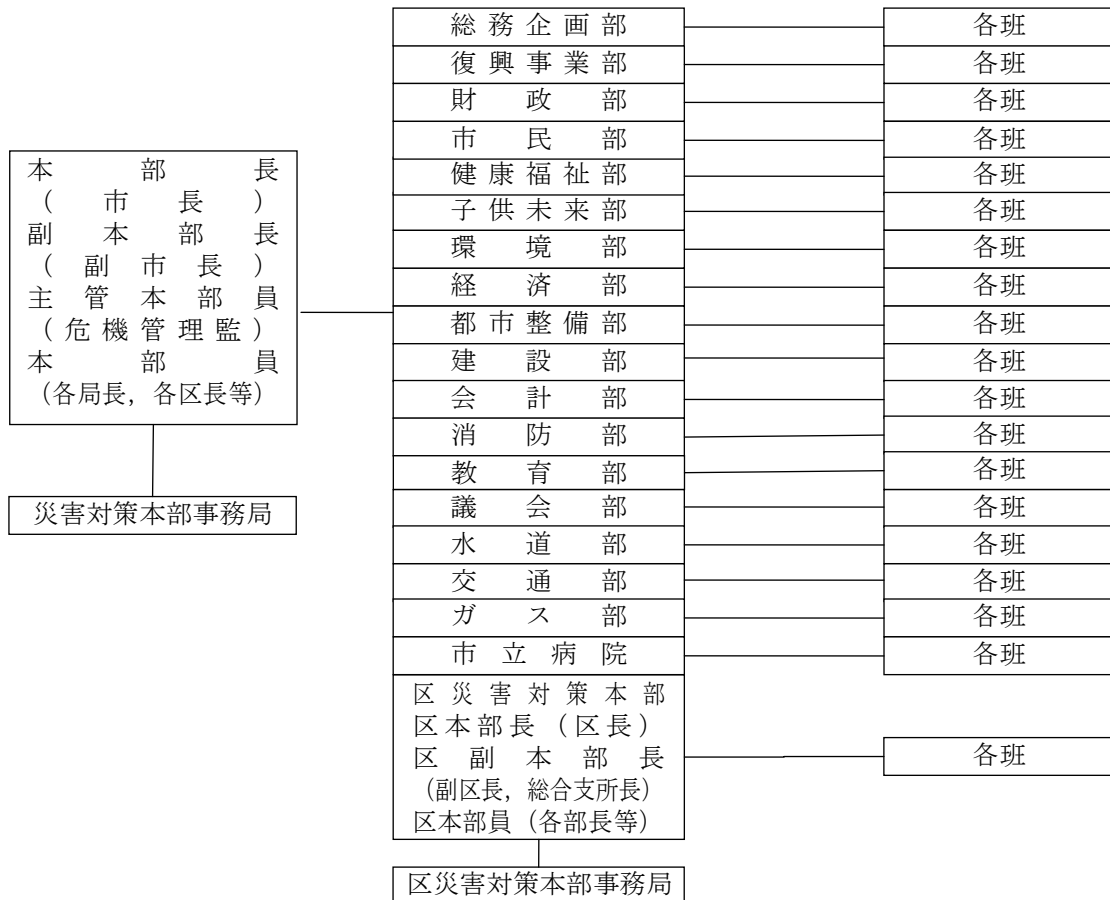 本部長
（市長）
副本部長
（副市長）
主管本部員
（危機管理監）
本部員
（各局長，各区長等）
災害対策本部事務局
総務企画部 各班
復興事業部 各班
財政部 各班
市民部 各班
健康福祉部 各班
子供未来部 各班
環境部 各班
経済部 各班
都市整備部 各班
建設部 各班
会計部 各班
消防部 各班
教育部 各班
議会部 各班
水道部 各班
交通部 各班
ガス部 各班
市立病院 各班
区災害対策本部
区本部長（区長）
区副本部長
（副区長，総合支所長）
区本部員（各部長等）
各班
区災害対策本部事務局